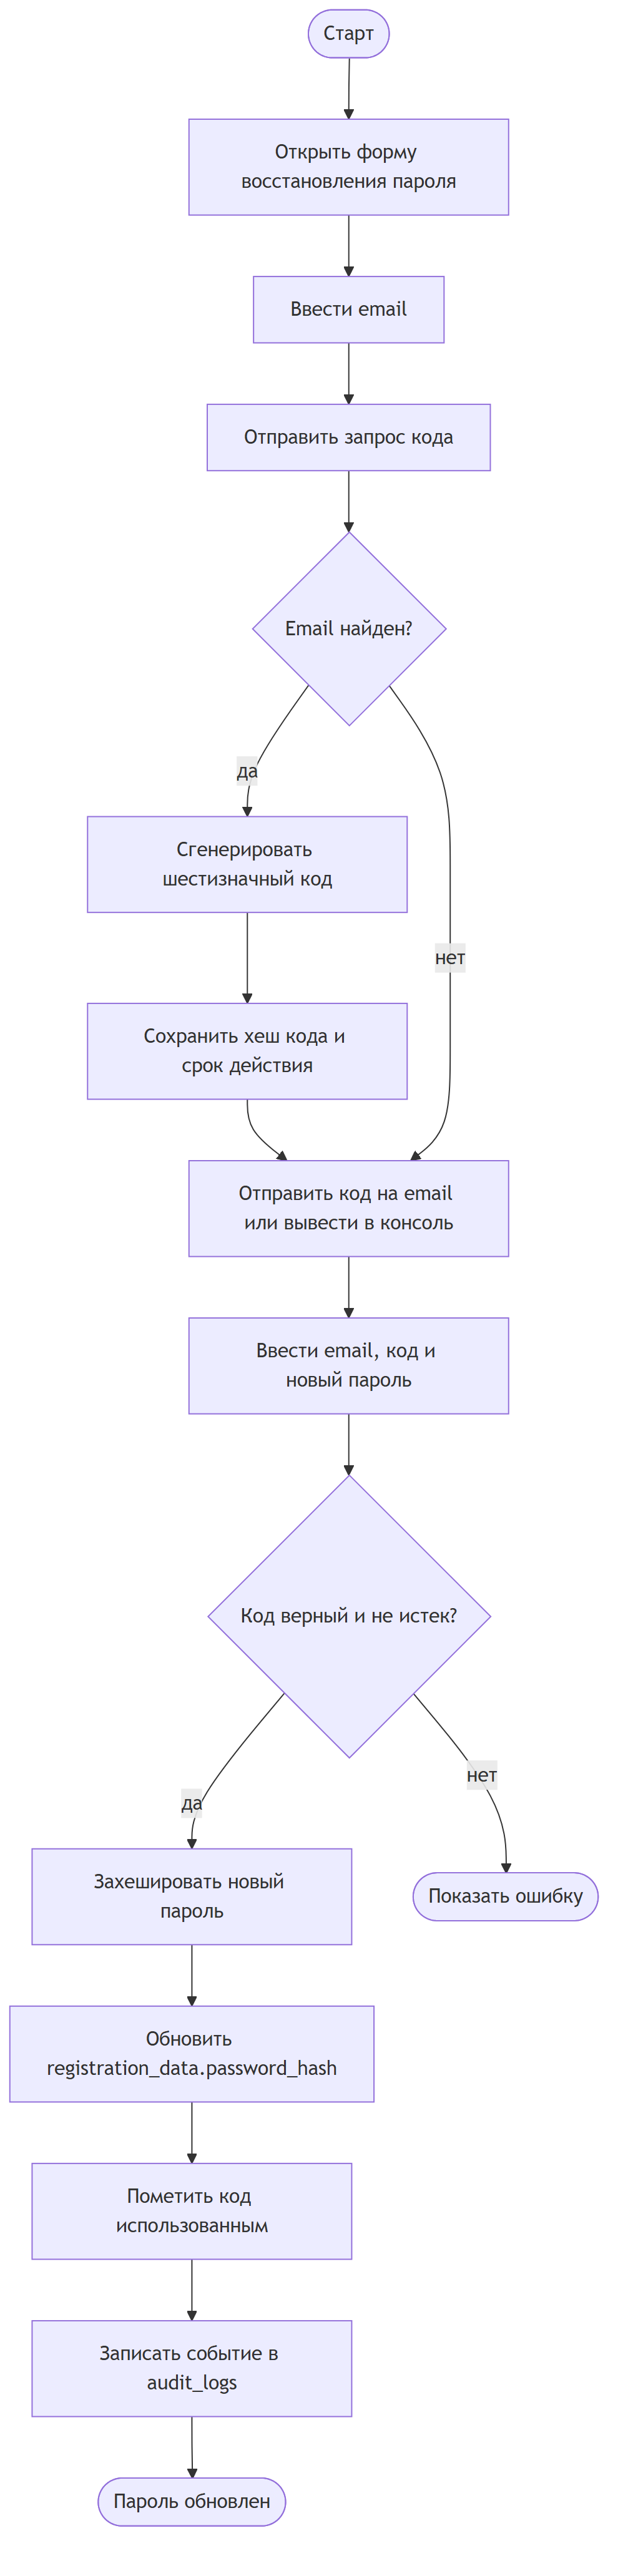 Старт
Открыть форму
восстановления пароля
Ввести email
Отправить запрос кода
Email найден?
да
Сгенерировать
шестизначный код
нет
Сохранить хеш кода и
срок действия
Отправить код на email
или вывести в консоль
Ввести email, код и
новый пароль
Код верный и не истек?
нет
да
Захешировать новый
пароль
Показать ошибку
Обновить
registration_data.password_hash
Пометить код
использованным
Записать событие в
audit_logs
Пароль обновлен